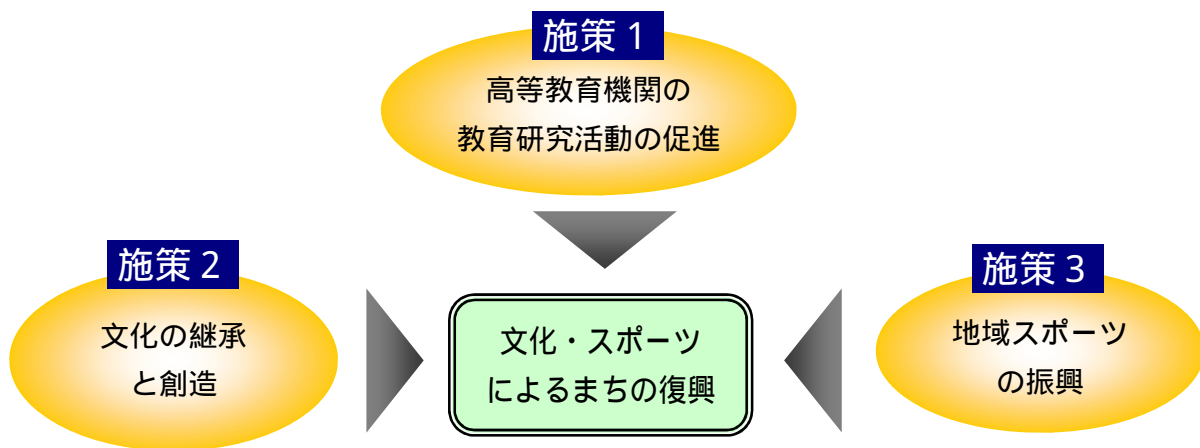 施策 1
高等教育機関の
教育研究活動の促進
施策 2
文化の継承
と創造
文化・スポーツ
によるまちの復興
施策 3
地域スポーツ
の振興